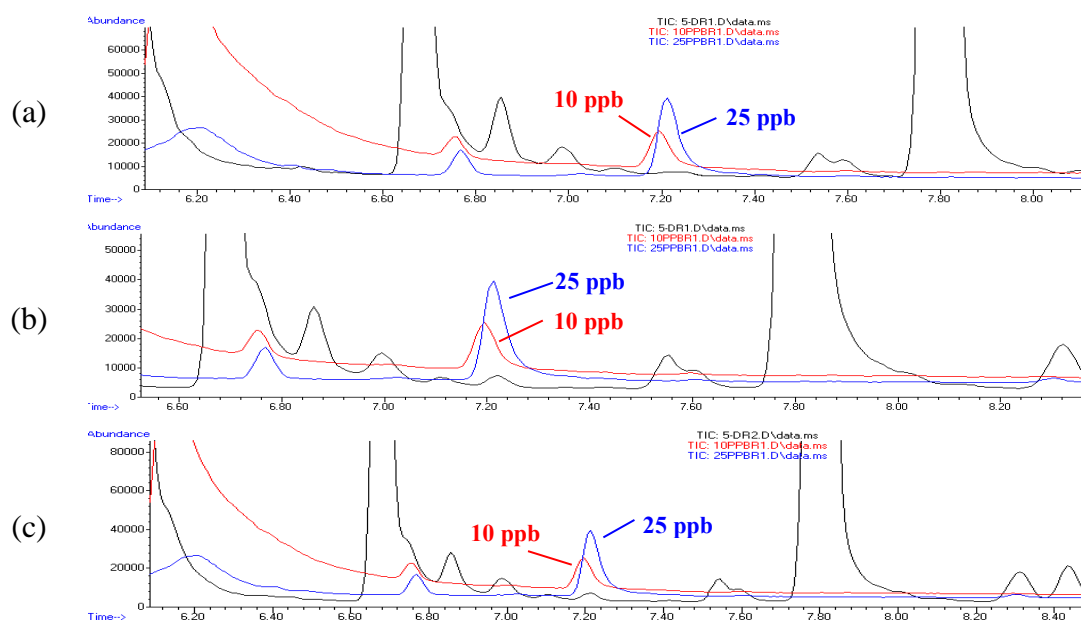 (a)
Abundance
TIC: 5-DR1.D\data.ms
TIC: 10PPBR1.D\data.ms
TIC: 25PPBR1.D\data.ms
60000
50000
40000
30000
20000
10000
0
10 ppb
25 ppb
6.20 6.40 6.60 6.80 7.00 7.20 7.40 7.60 7.80 8.00
Time-->
(b)
Abundance
TIC: 5-DR1.D\data.ms
TIC: 10PPBR1.D\data.ms
TIC: 25PPBR1.D\data.ms
50000
40000
30000
20000
10000
0
25 ppb
10 ppb
Time-->
6.60 6.80 7.00 7.20 7.40 7.60 7.80 8.00 8.20
(c)
Abundance
TIC: 5-DR2.D\data.ms
TIC: 10PPBR1.D\data.ms
TIC: 25PPBR1.D\data.ms
80000
60000
40000
20000
0
10 ppb
25 ppb
Time-->
6.20 6.40 6.60 6.80 7.00 7.20 7.40 7.60 7.80 8.00 8.20 8.40